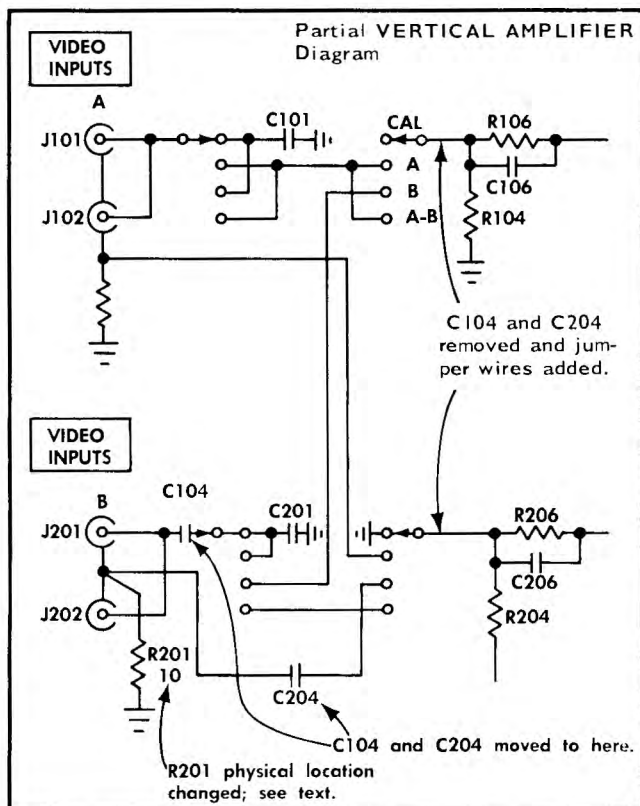 Partial VERTICAL AMPLIFIER
Diagram
VIDEO
INPUTS
A
J101
C101
CAL
R106
A
C106
B
J102
A-B
R104
C104 and C204
removed and jum-
per wires added.
VIDEO
INPUTS
B
C104
J201
C201
R206
C206
J202
R204
R201
10
C204
C104 and C204 moved to here.
R201 physical location
changed; see text.